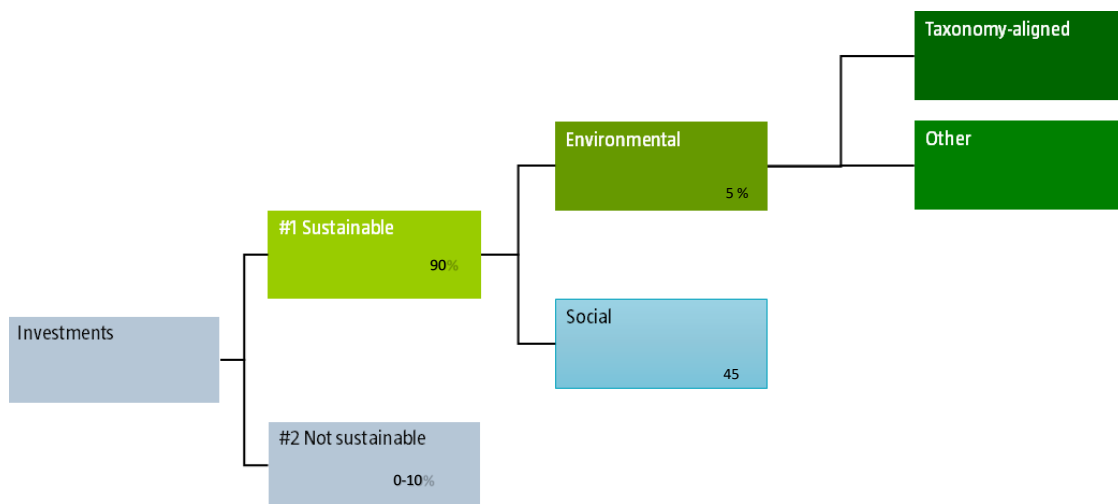 Taxonomy-aligned
Environmental
Other
5 %
#1 Sustainable
90%
Investments
Social
45
#2 Not sustainable
0-10%